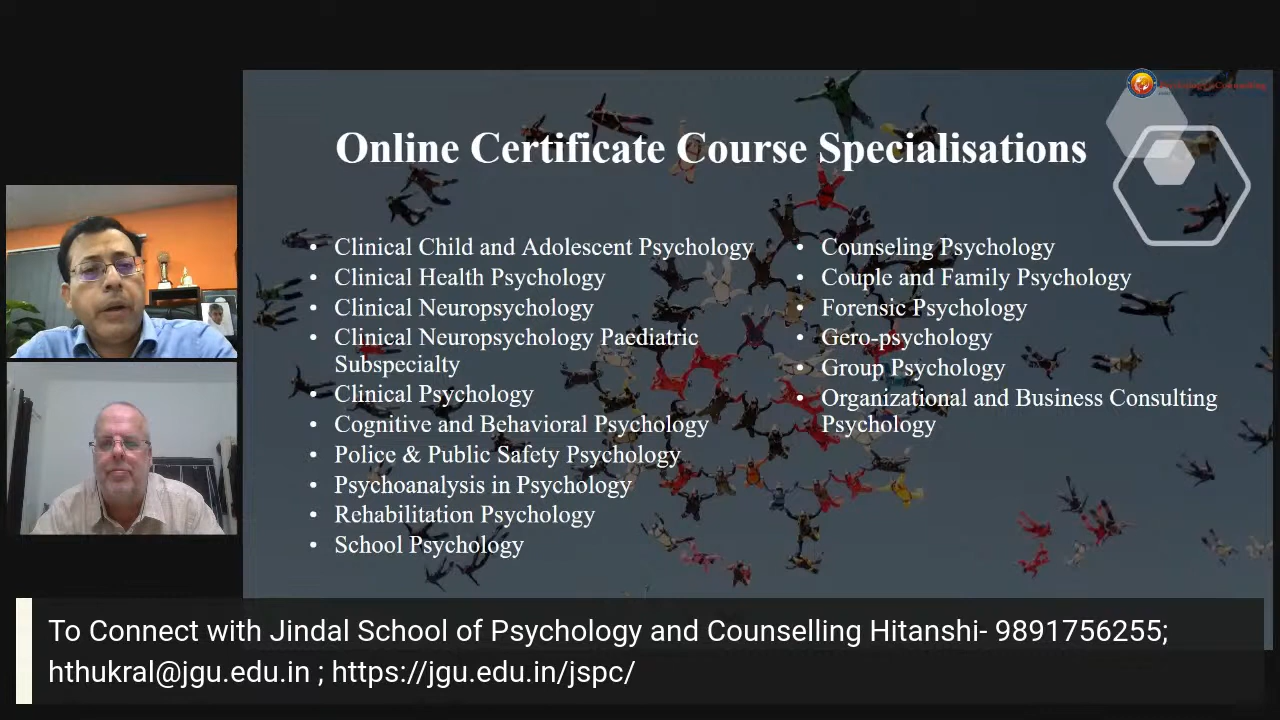 Online Certificate Course Specialisations
Clinical Child and Adolescent Psychology
Clinical Health Psychology
Clinical Neuropsychology
Clinical Neuropsychology Paediatric
Subspecialty
Clinical Psychology
Cognitive and Behavioral Psychology
Police & Public Safety Psychology
Psychoanalysis in Psychology
Rehabilitation Psychology
School Psychology
Counseling Psychology
Couple and Family Psychology
Forensic Psychology
Gero-psychology
Group Psychology
Organizational and Business Consulting
Psychology
To Connect with Jindal School of Psychology and Counselling Hitanshi- 9891756255;
hthukral@jgu.edu.in ; https://jgu.edu.in/jspc/